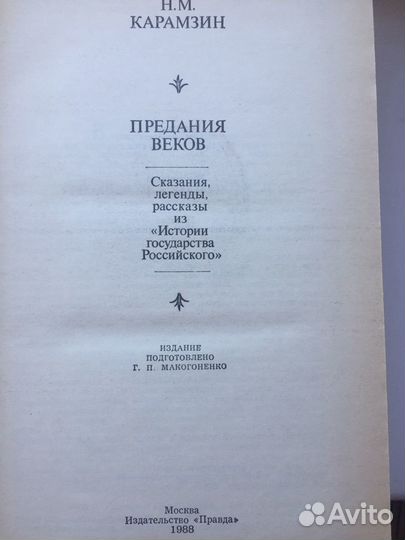 Н.М.
КАРАМЗИН
ПРЕДАНИЯ
ВЕКОВ
Сказания,
легенды,
рассказы
из
«Истории
государства
Российского»
ИЗДАНИЕ
ПОДГОТОВЛЕНО
Г. П. МАКОГОНЕНКО
Москва
Издательство «Правда»
1988
Avito